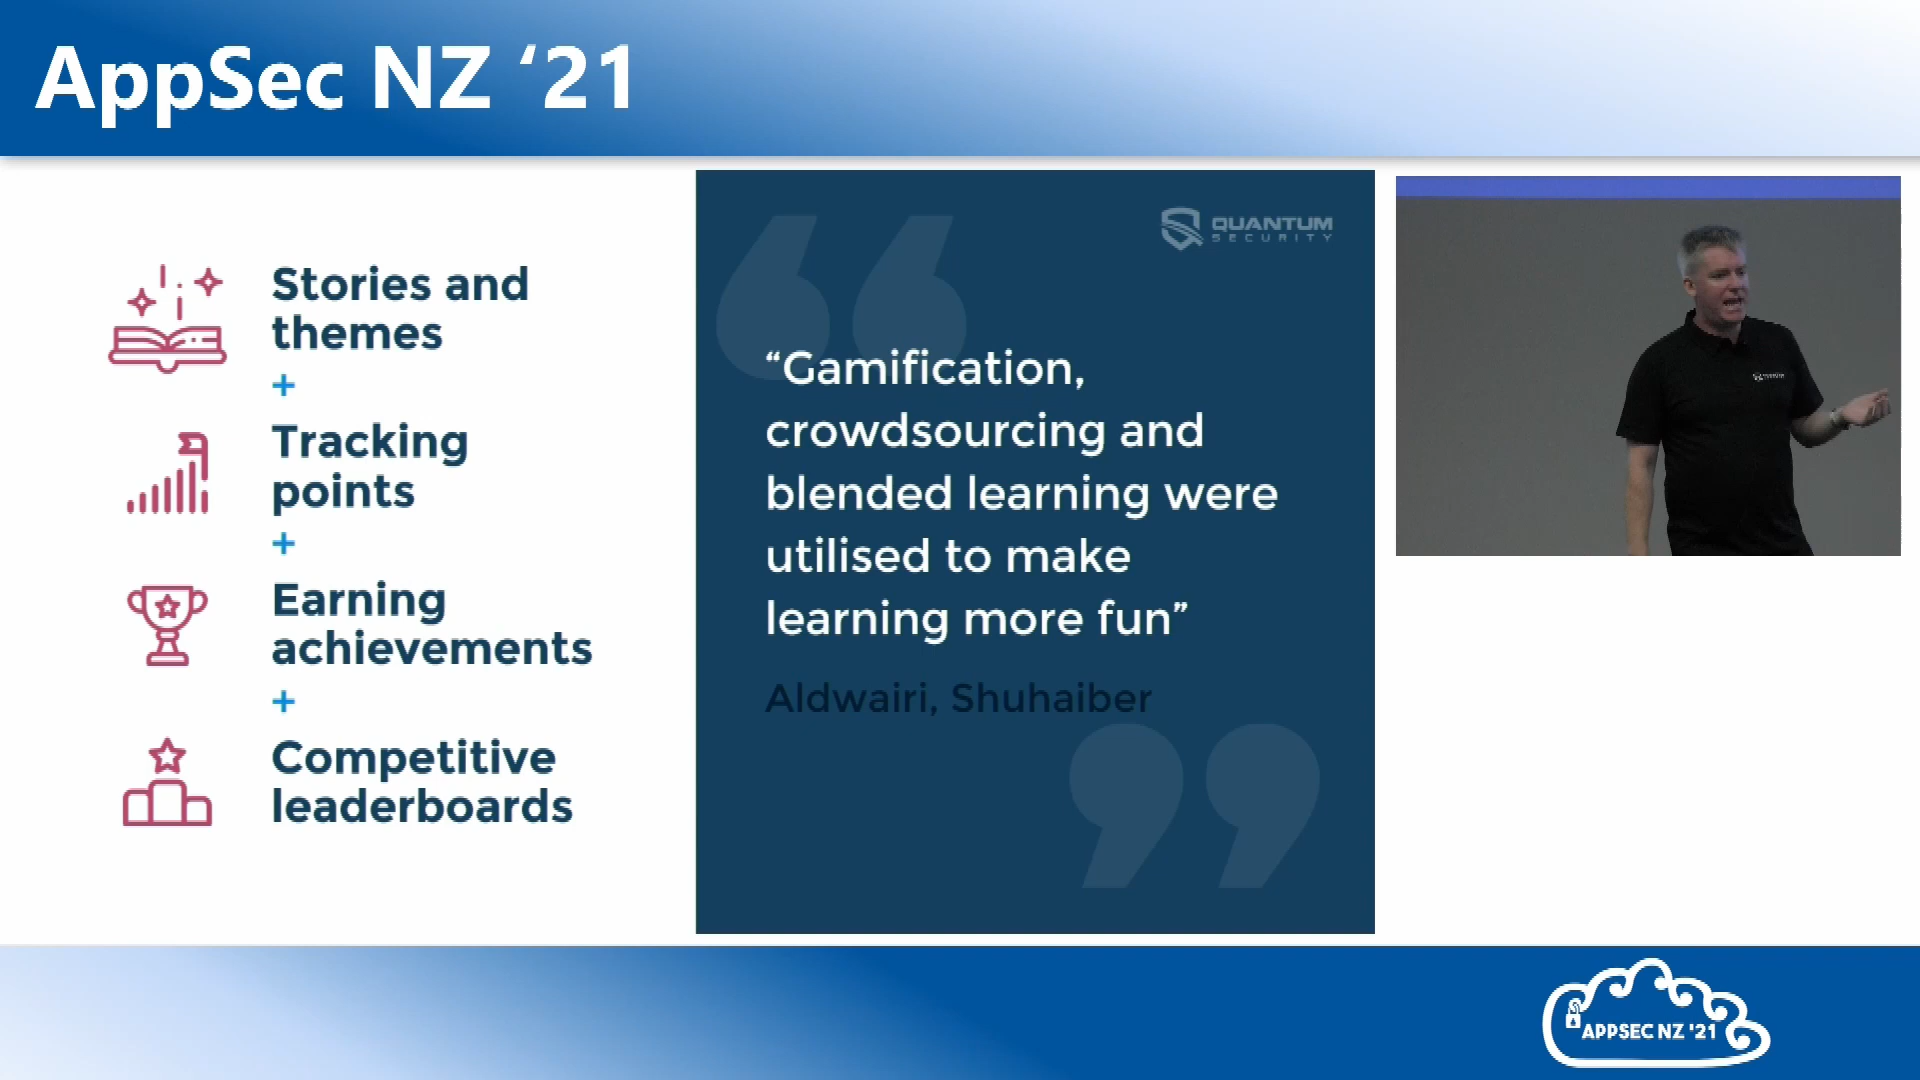 AppSec NZ ‘21
Stories and
themes
+
Tracking
points
+
Earning
achievements
+
Competitive
leaderboards
QUANTUM
SECURITY
“Gamification,
crowdsourcing and
blended learning were
utilised to make
learning more fun”
Aldwairi, Shuhaiber
APPSEC NZ '21